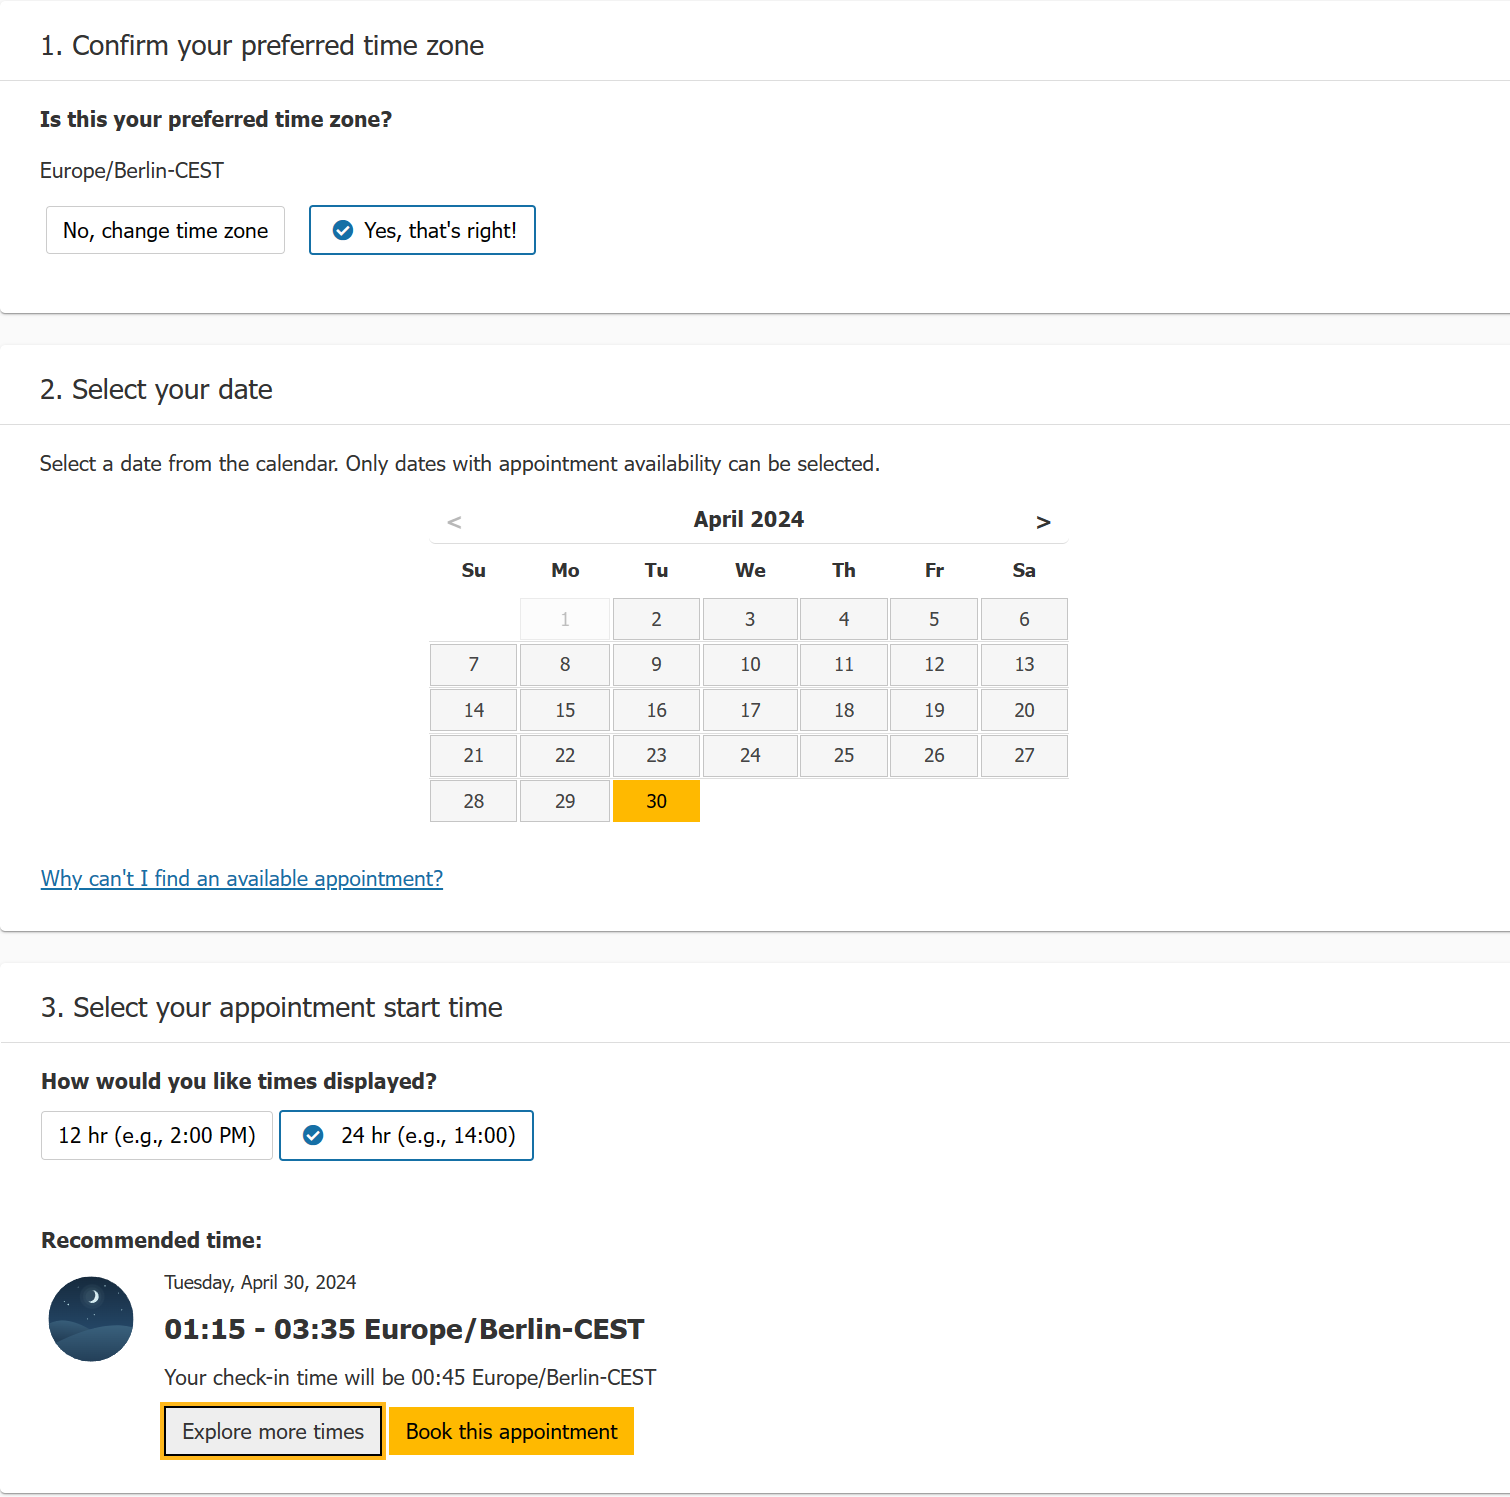 1. Confirm your preferred time zone
Is this your preferred time zone?
Europe/Berlin-CEST
No, change time zone
Yes, that's right!
2. Select your date
Select a date from the calendar. Only dates with appointment availability can be selected.
< April 2024 >
Su Mo Tu We Th Fr Sa
1 2 3 4 5 6
7 8 9 10 11 12 13
14 15 16 17 18 19 20
21 22 23 24 25 26 27
28 29 30
Why can't I find an available appointment?
3. Select your appointment start time
How would you like times displayed?
12 hr (e.g., 2:00 PM)
24 hr (e.g., 14:00)
Recommended time:
Tuesday, April 30, 2024
01:15 - 03:35 Europe/Berlin-CEST
Your check-in time will be 00:45 Europe/Berlin-CEST
Explore more times
Book this appointment